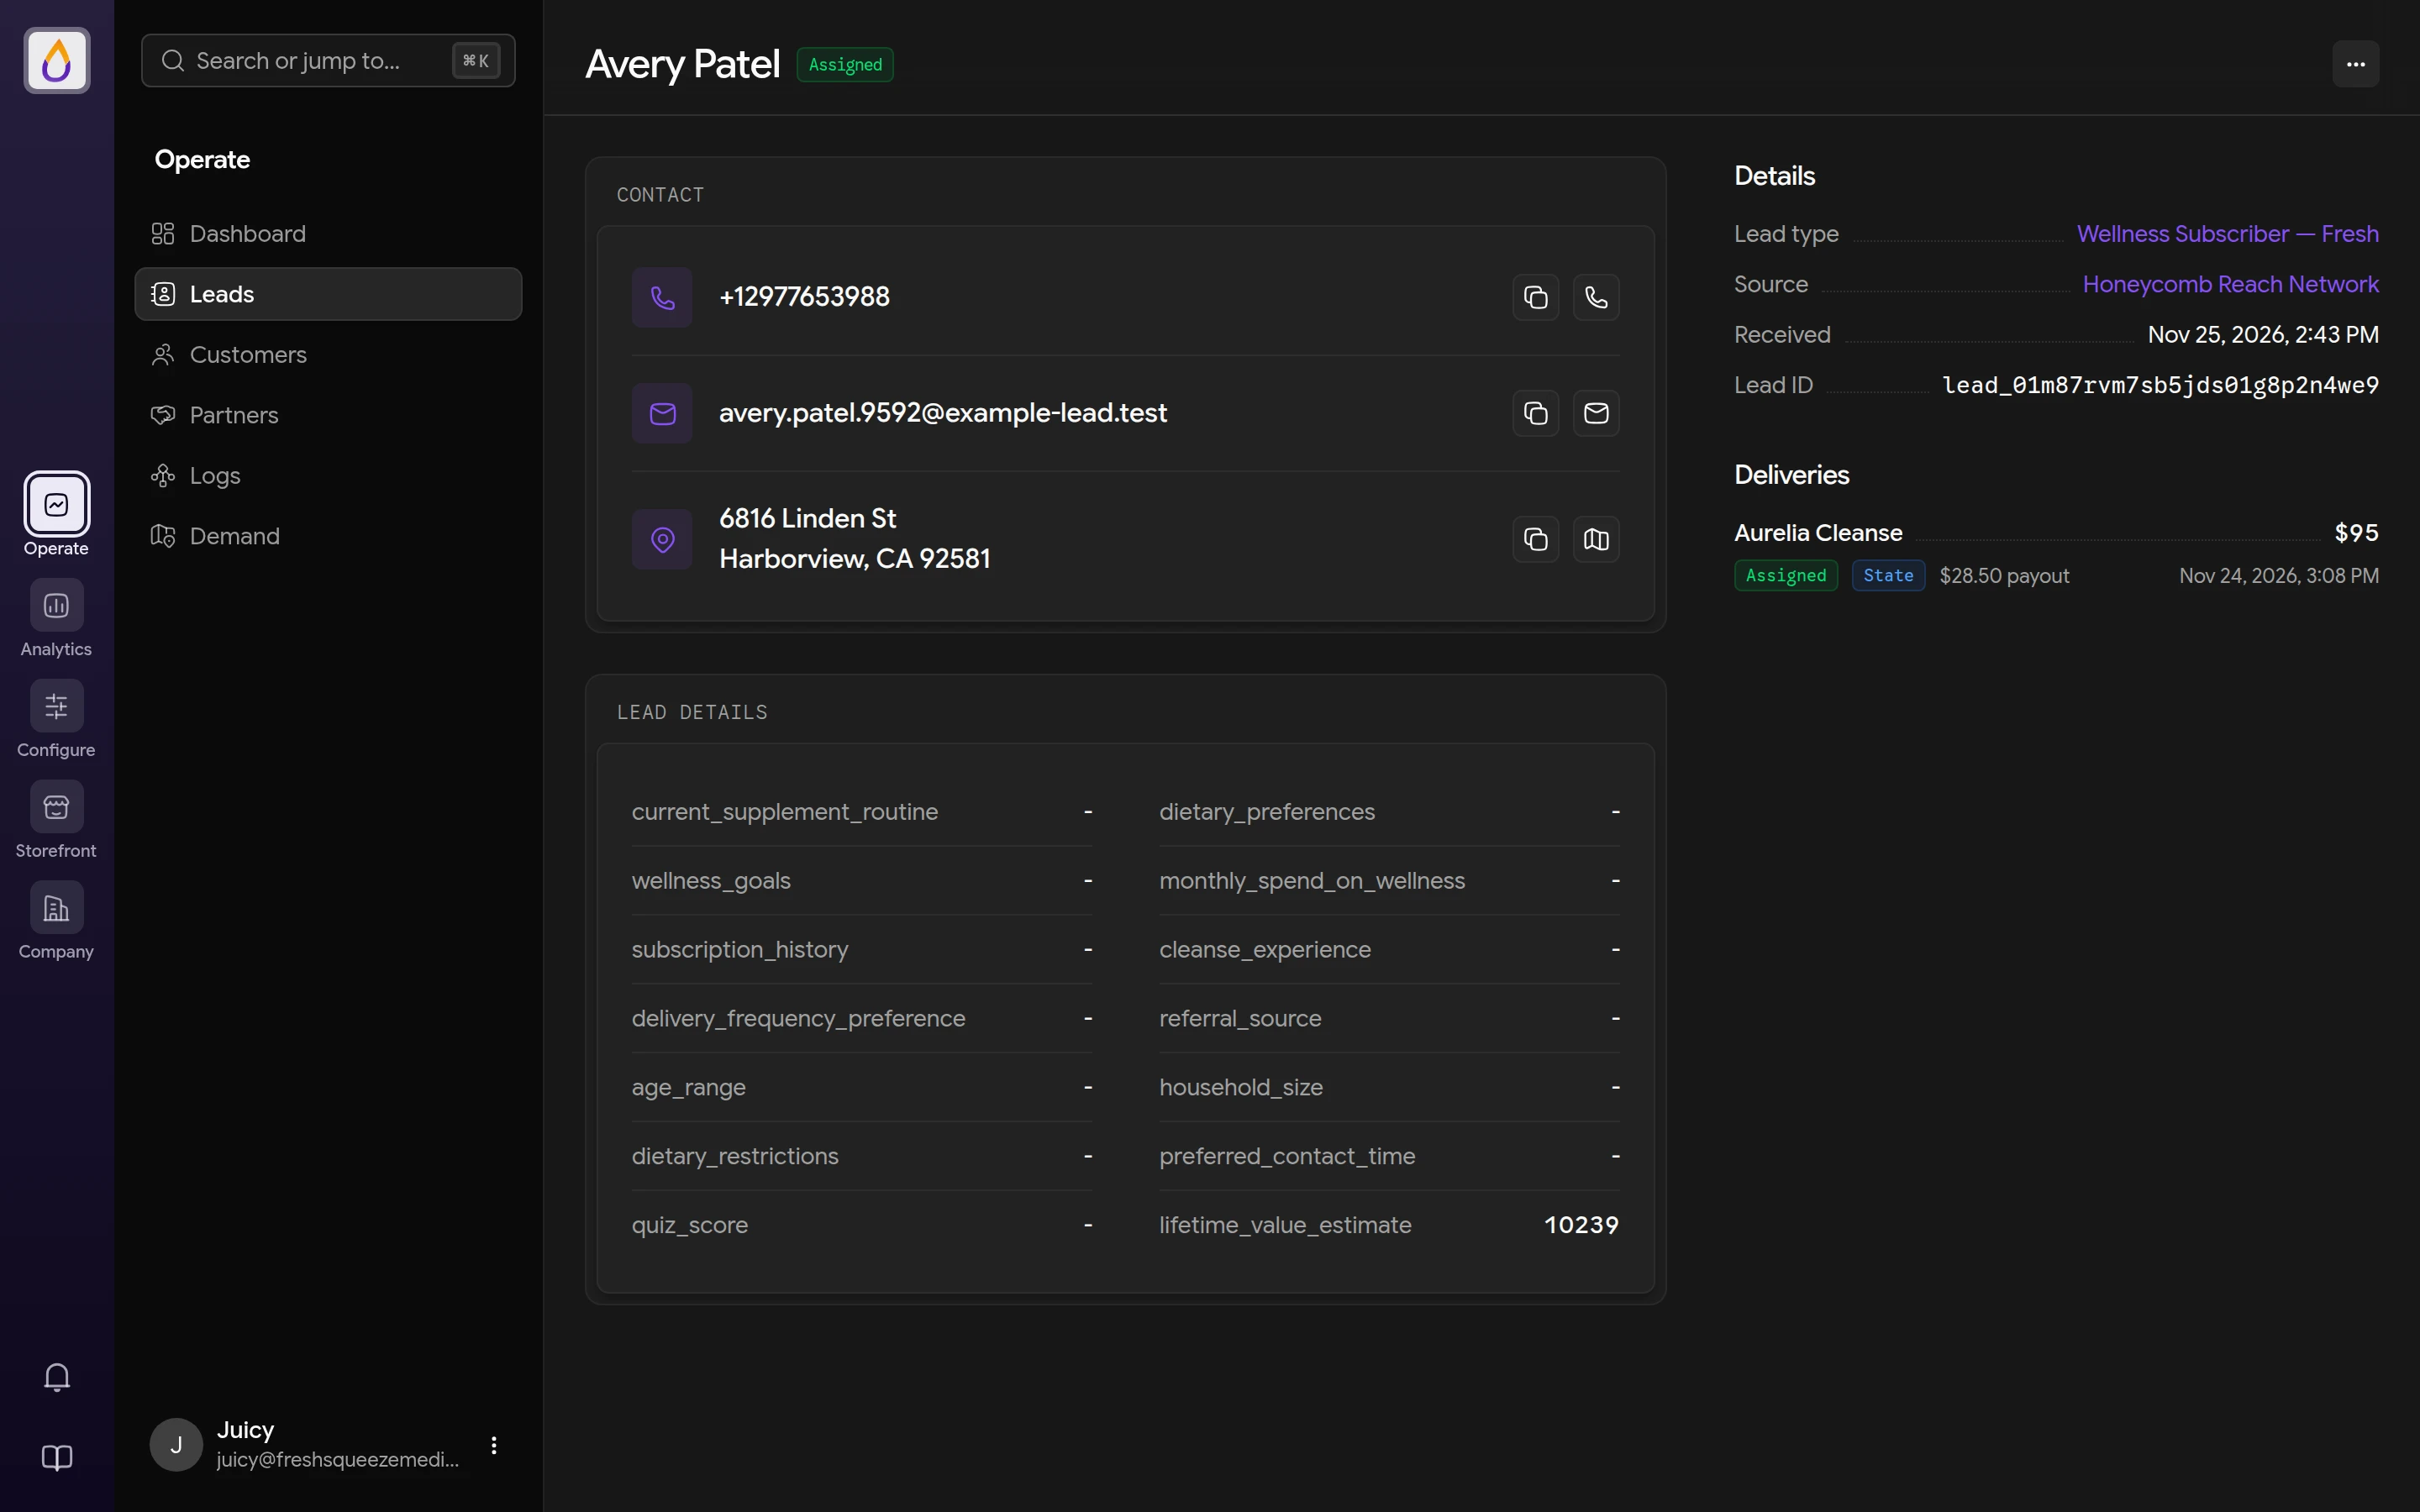 Search or jump to...
⌘K
Operate
Dashboard
Leads
Customers
Partners
Logs
Demand
Operate
Analytics
Configure
Storefront
Company
J
Juicy
juicy@freshsqueezemedi...
Avery Patel
Assigned
CONTACT
+12977653988
avery.patel.9592@example-lead.test
6816 Linden St
Harborview, CA 92581
LEAD DETAILS
current_supplement_routine -
dietary_preferences -
wellness_goals -
monthly_spend_on_wellness -
subscription_history -
cleanse_experience -
delivery_frequency_preference -
referral_source -
age_range -
household_size -
dietary_restrictions -
preferred_contact_time -
quiz_score -
lifetime_value_estimate 10239
Details
Lead type Wellness Subscriber — Fresh
Source Honeycomb Reach Network
Received Nov 25, 2026, 2:43 PM
Lead ID lead_01m87rvm7sb5jds01g8p2n4we9
Deliveries
Aurelia Cleanse $95
Assigned State $28.50 payout Nov 24, 2026, 3:08 PM